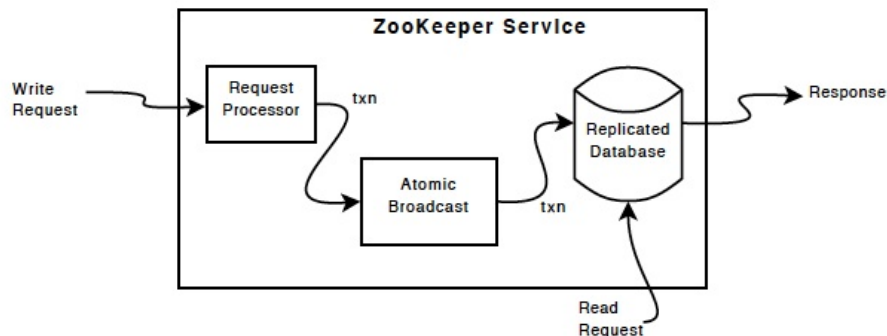 ZooKeeper Service
Write
Request
Request
Processor
txn
Atomic
Broadcast
txn
Replicated
Database
Response
Read
Request